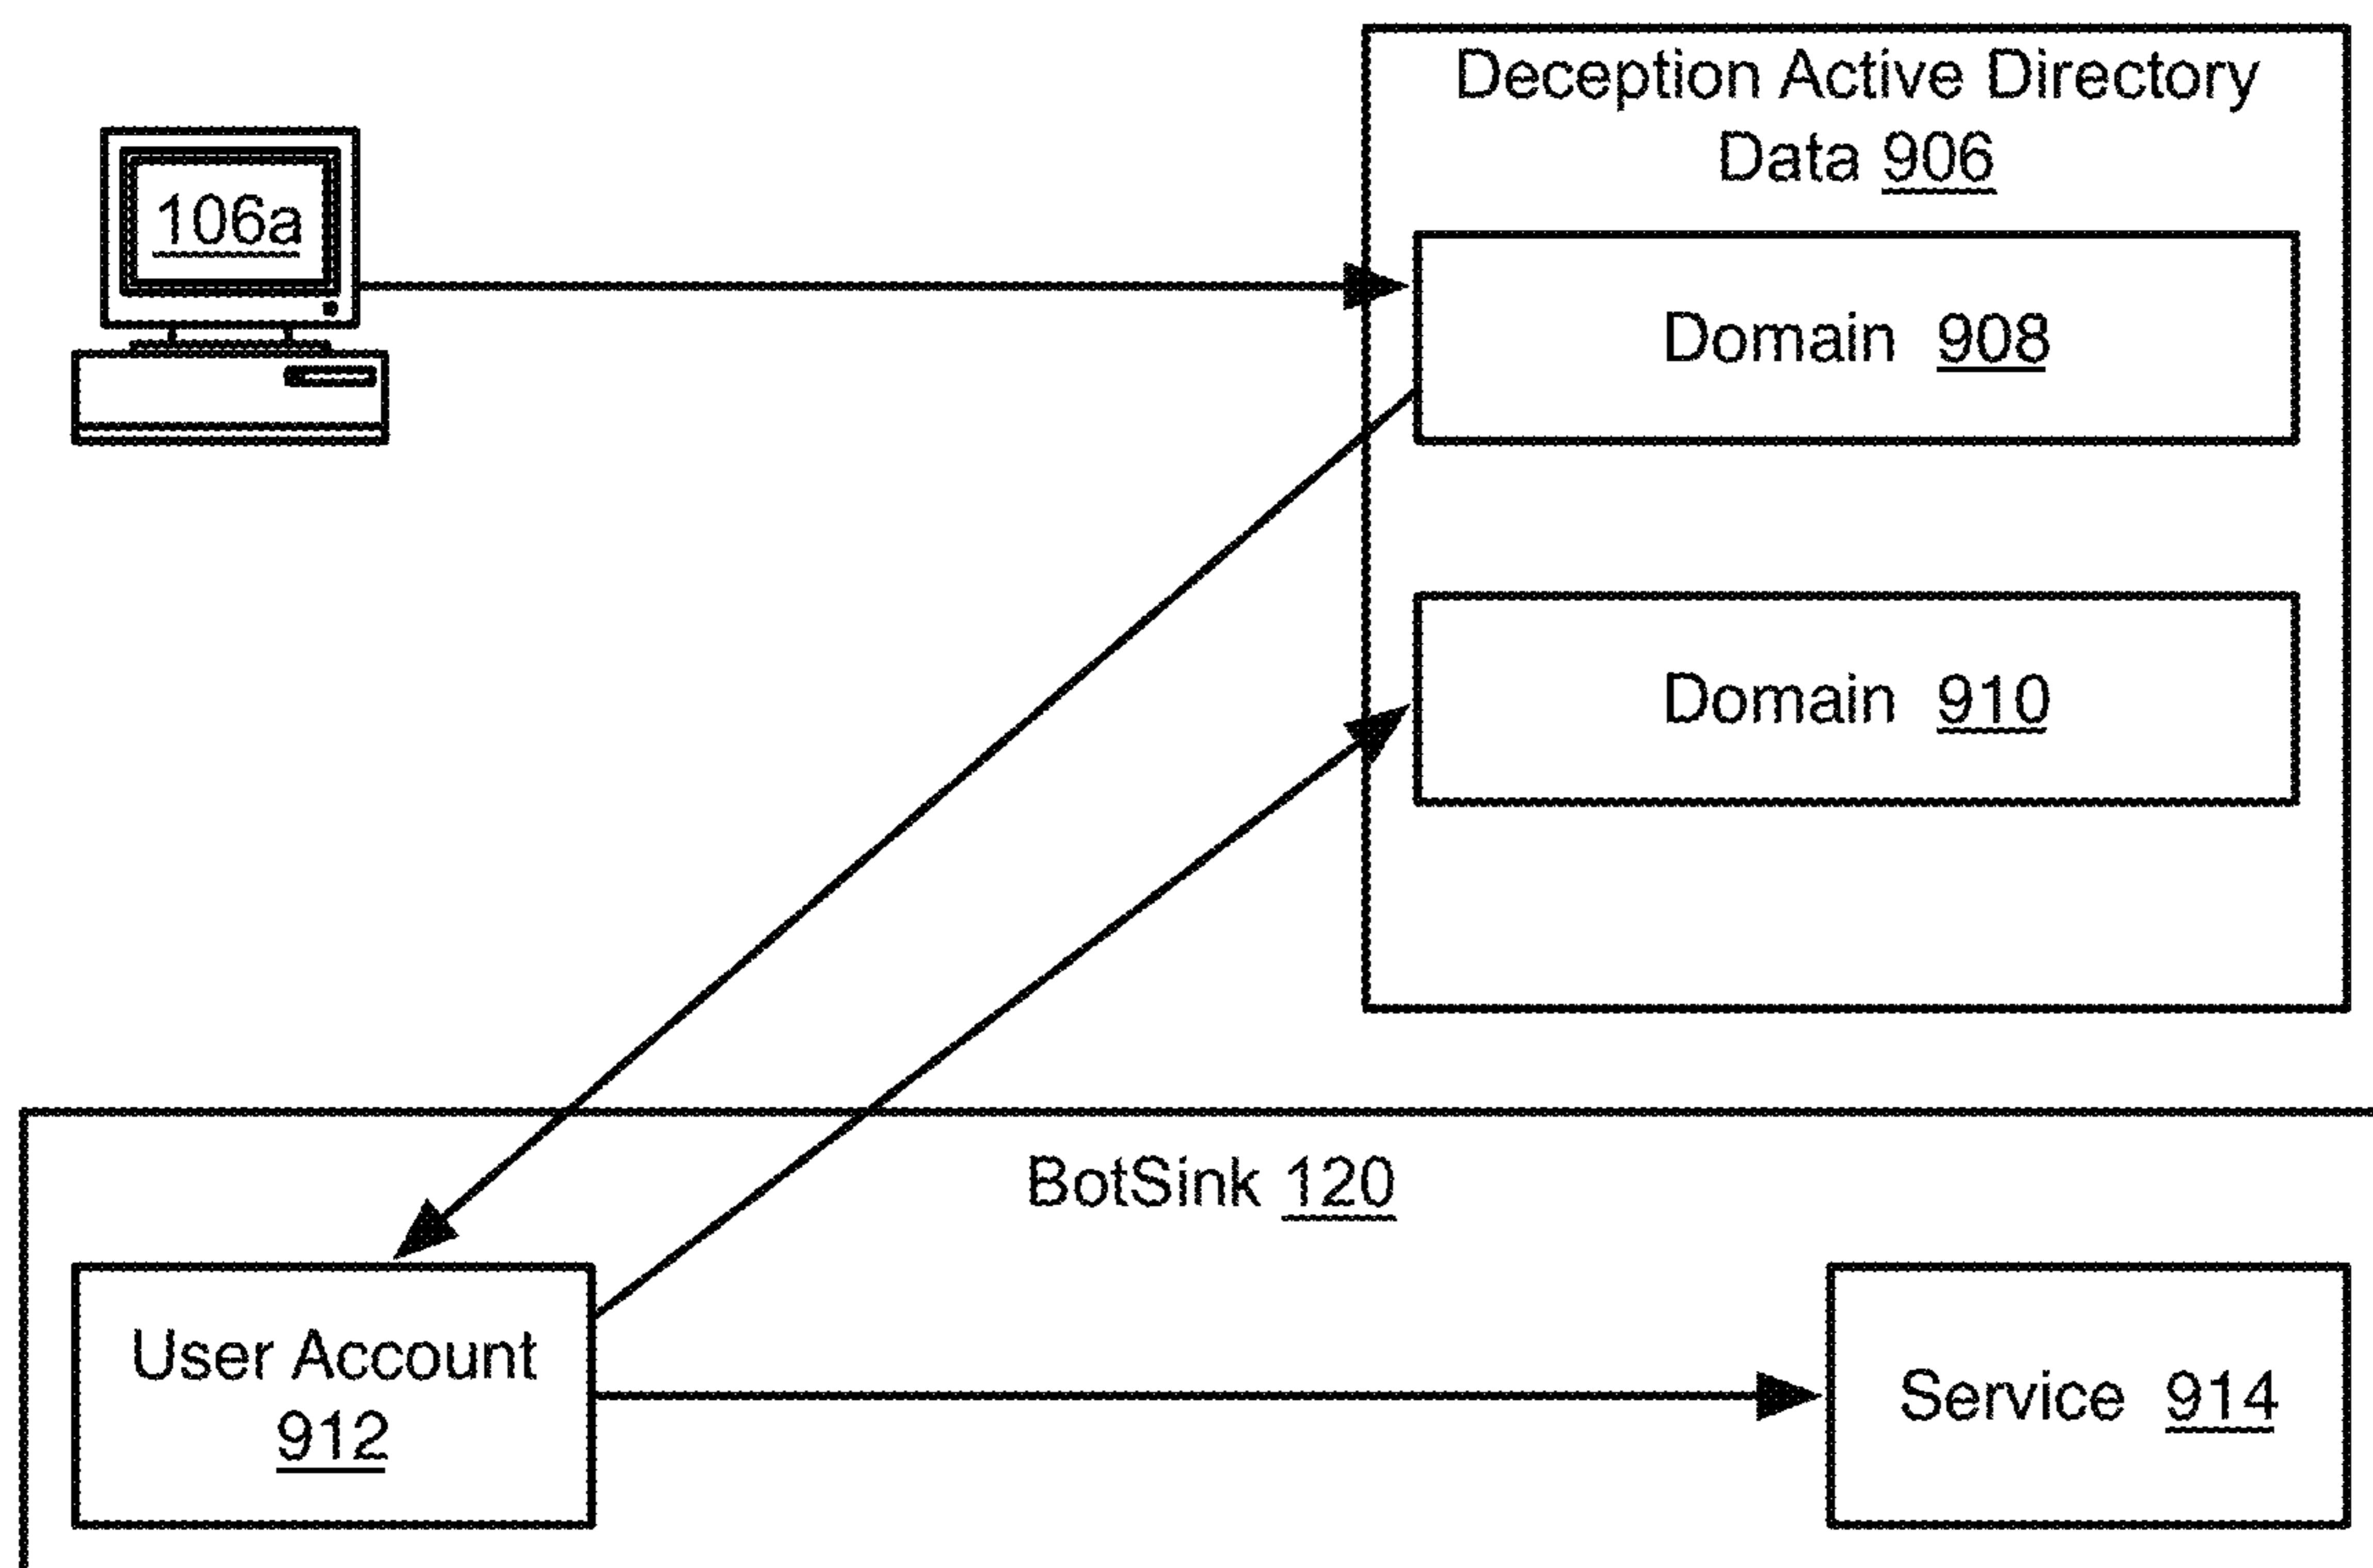 Deception Active Directory
Data 906
106a
Domain 908
Domain 910
BotSink 120
User Account
912
Service 914